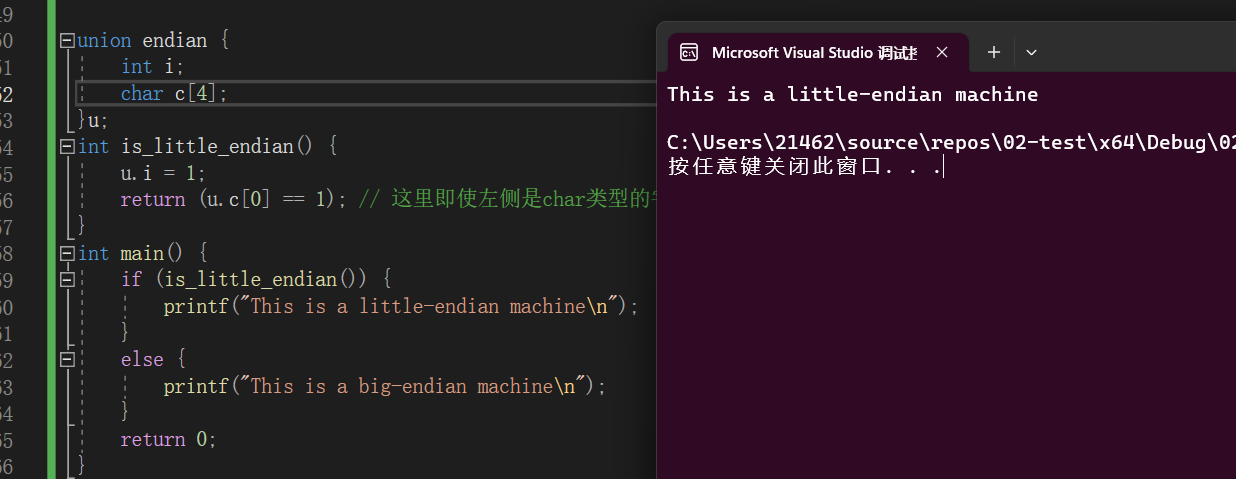 49
50 union endian {
51 int i;
52 char c[4];
53 }u;
54 int is_little_endian() {
55 u.i = 1;
56 return (u.c[0] == 1); // 这里即使左侧是char类型的
57 }
58 int main() {
59 if (is_little_endian()) {
60 printf("This is a little-endian machine\n");
61 }
62 else {
63 printf("This is a big-endian machine\n");
64 }
65 return 0;
66 }
Microsoft Visual Studio 调试
This is a little-endian machine
C:\Users\21462\source\repos\02-test\x64\Debug\02
按任意键关闭此窗口. . .